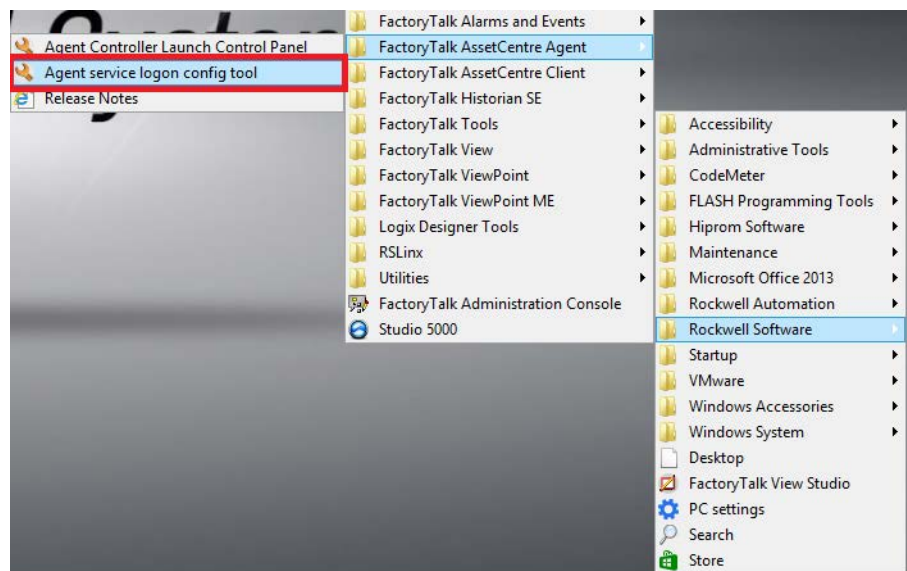 System
Agent Controller Launch Control Panel
Agent service logon config tool
Release Notes
FactoryTalk Alarms and Events
FactoryTalk AssetCentre Agent
FactoryTalk AssetCentre Client
FactoryTalk Historian SE
FactoryTalk Tools
FactoryTalk View
FactoryTalk ViewPoint
FactoryTalk ViewPoint ME
Logix Designer Tools
RSLinx
Utilities
FactoryTalk Administration Console
Studio 5000
Accessibility
Administrative Tools
CodeMeter
FLASH Programming Tools
Hiprom Software
Maintenance
Microsoft Office 2013
Rockwell Automation
Rockwell Software
Startup
VMware
Windows Accessories
Windows System
Desktop
FactoryTalk View Studio
PC settings
Search
Store